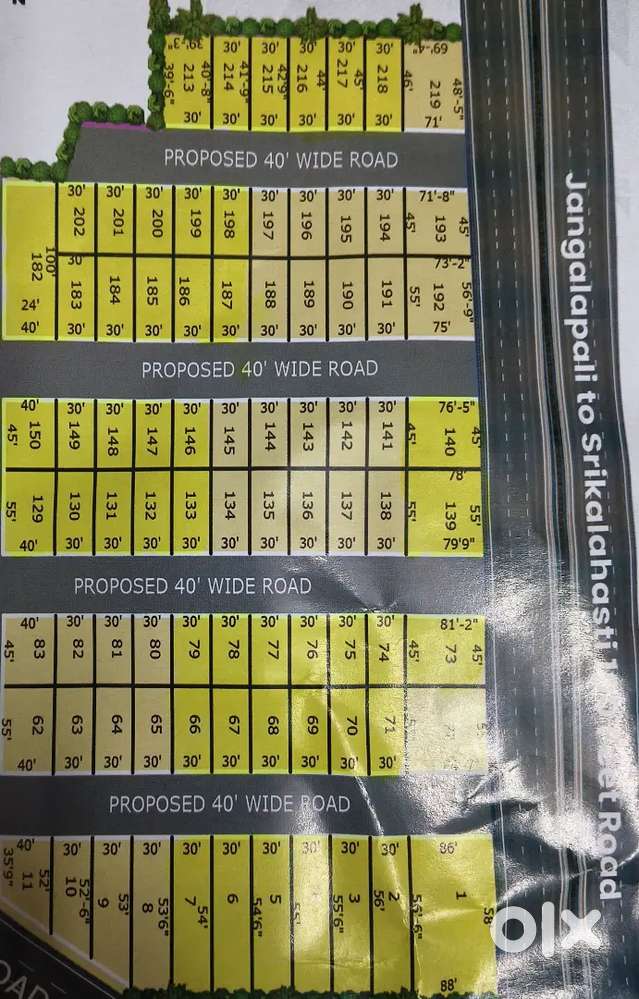 39'-3" 30' 30' 30' 30' 30' 69'-4"
39'-6" 213 40'-8" 214 41'-9" 215 42'9" 216 44' 217 45' 218 46' 219 48'-5"
30' 30' 30' 30' 30' 30' 71'
PROPOSED 40' WIDE ROAD
30' 30' 30' 30' 30' 30' 30' 30' 30' 71'-8"
202 201 200 199 198 197 196 195 194 45' 193 45'
30 73'-2"
100' 182 183 184 185 186 187 188 189 190 191 55' 192 56'-9"
24'
40' 30' 30' 30' 30' 30' 30' 30' 30' 30' 75'
PROPOSED 40' WIDE ROAD
40' 30' 30' 30' 30' 30' 30' 30' 30' 30' 76'-5"
45' 150 149 148 147 146 145 144 143 142 141 45' 140 45'
78'
55' 129 130 131 132 133 134 135 136 137 138 55' 139 55'
40' 30' 30' 30' 30' 30' 30' 30' 30' 30' 79'9"
PROPOSED 40' WIDE ROAD
40' 30' 30' 30' 30' 30' 30' 30' 30' 30' 81'-2"
45' 83 82 81 80 79 78 77 76 75 74 45' 73 45'
55' 62 63 64 65 66 67 68 69 70 71
40' 30' 30' 30' 30' 30' 30' 30' 30' 30'
PROPOSED 40' WIDE ROAD
40' 30' 30' 30' 30' 30' 30' 30' 30' 86'
35'9" 11 52' 10 52'-6" 9 53' 8 53'6" 7 54' 6 54'6" 5 55' 3 55'6" 2 56' 56'-6" 1 58'
88'
OAD
Jangalapali to Srikalahasti Road
olx